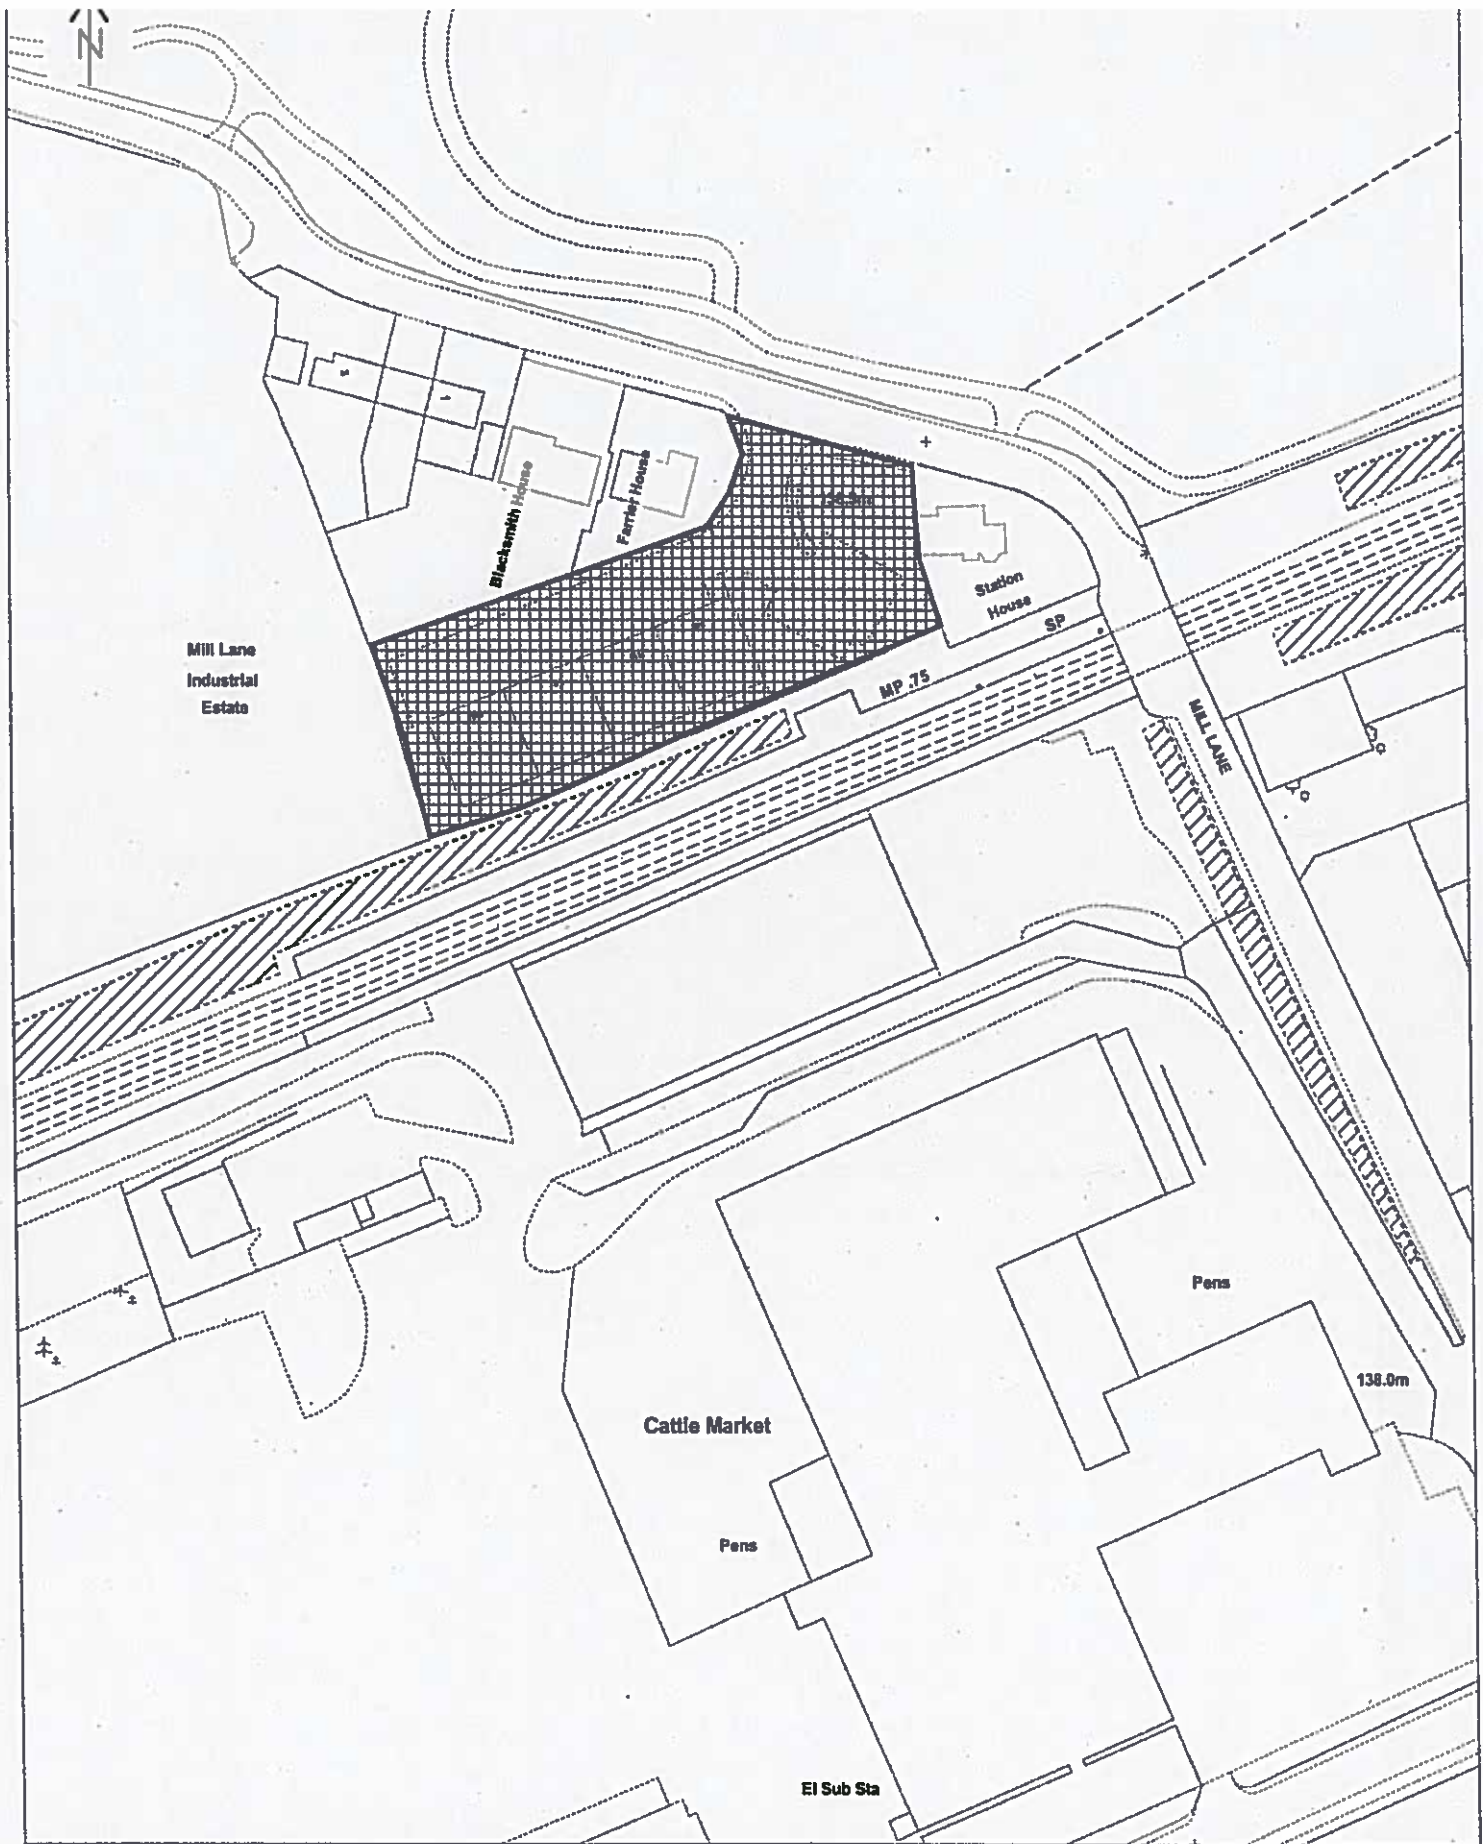 N
Blacksmith House
Farrier House
Station
House
SP
MP .75
Mill Lane
Industrial
Estate
MILL LANE
Pens
138.0m
Cattle Market
Pens
El Sub Sta